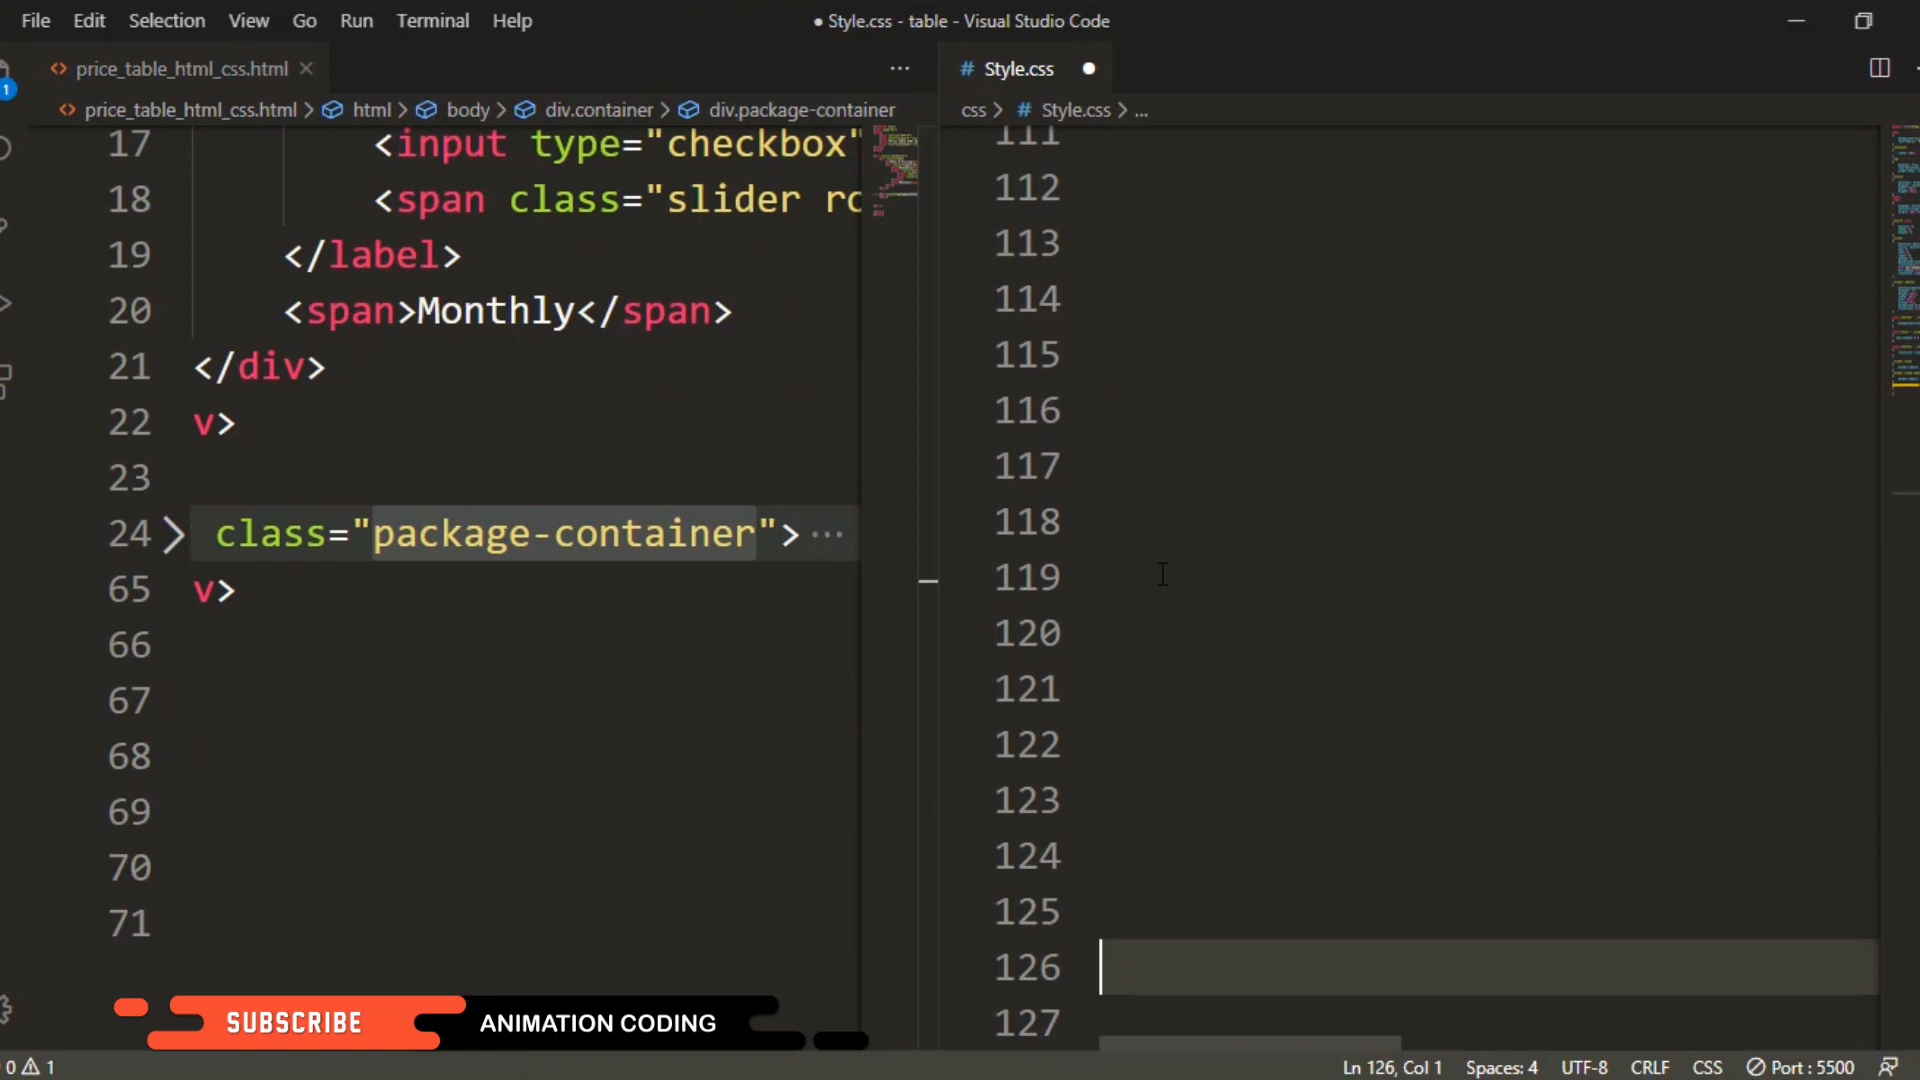 File Edit Selection View Go Run Terminal Help
● Style.css - table - Visual Studio Code
price_table_html_css.html
# Style.css
price_table_html_css.html > html > body > div.container > div.package-container
css > # Style.css > ...
17 <input type="checkbox"
18 <span class="slider ro
19 </label>
20 <span>Monthly</span>
21 </div>
22 v>
23
24 class="package-container"> ...
65 v>
66
67
68
69
70
71
111
112
113
114
115
116
117
118
119
120
121
122
123
124
125
126
127
1
SUBSCRIBE
ANIMATION CODING
0 1
Ln 126, Col 1 Spaces: 4 UTF-8 CRLF CSS Port : 5500